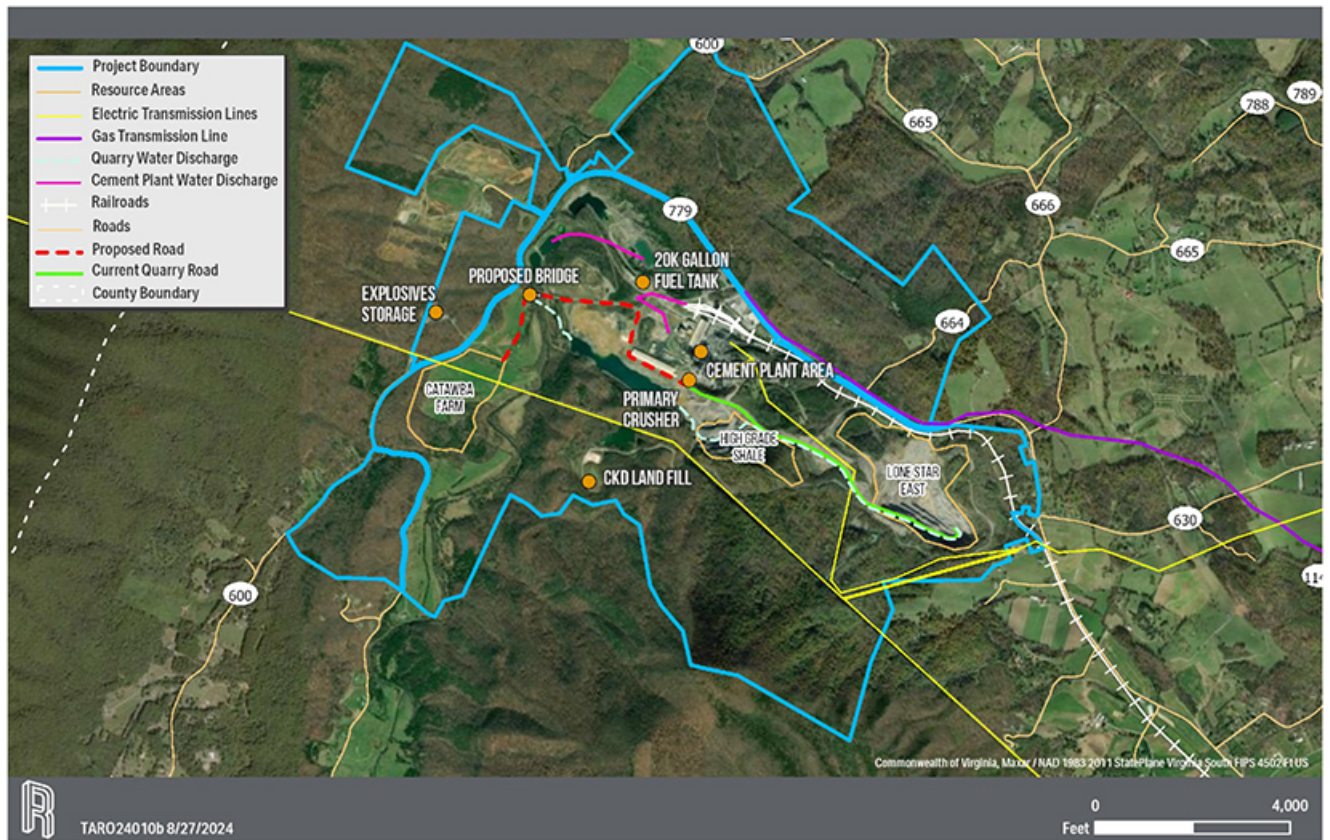 Project Boundary
Resource Areas
Electric Transmission Lines
Gas Transmission Line
Quarry Water Discharge
Cement Plant Water Discharge
Railroads
Roads
Proposed Road
Current Quarry Road
County Boundary
600
789
788
665
666
779
665
20K GALLON
FUEL TANK
PROPOSED BRIDGE
EXPLOSIVES
STORAGE
664
CEMENT PLANT AREA
CATAWBA
FARM
PRIMARY
CRUSHER
HIGH GRADE
SHALE
LONE STAR
EAST
CKD LAND FILL
630
114
600
Commonwealth of Virginia, Maxar / NAD 1983 2011 StatePlane Virginia South FIPS 4502 Ft US
R
TARO24010b 8/27/2024
0 4,000
Feet